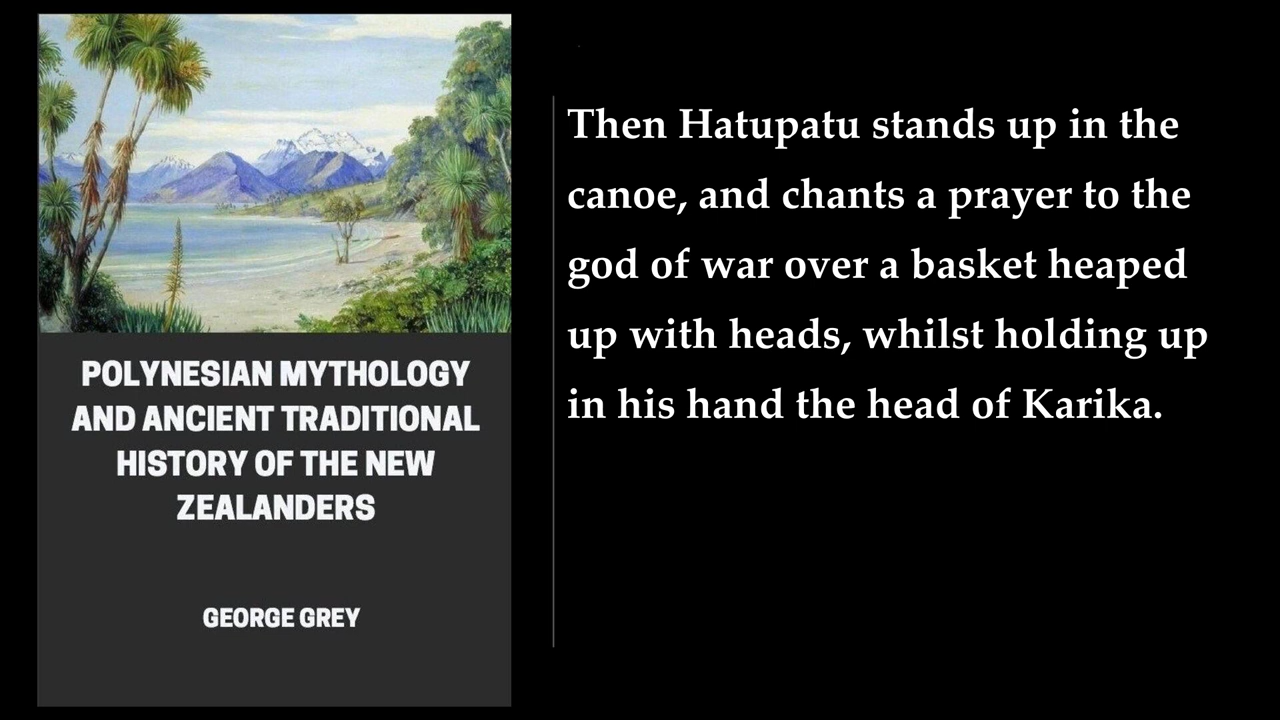 POLYNESIAN MYTHOLOGY
AND ANCIENT TRADITIONAL
HISTORY OF THE NEW
ZEALANDERS
GEORGE GREY
Then Hatupatu stands up in the
canoe, and chants a prayer to the
god of war over a basket heaped
up with heads, whilst holding up
in his hand the head of Karika.